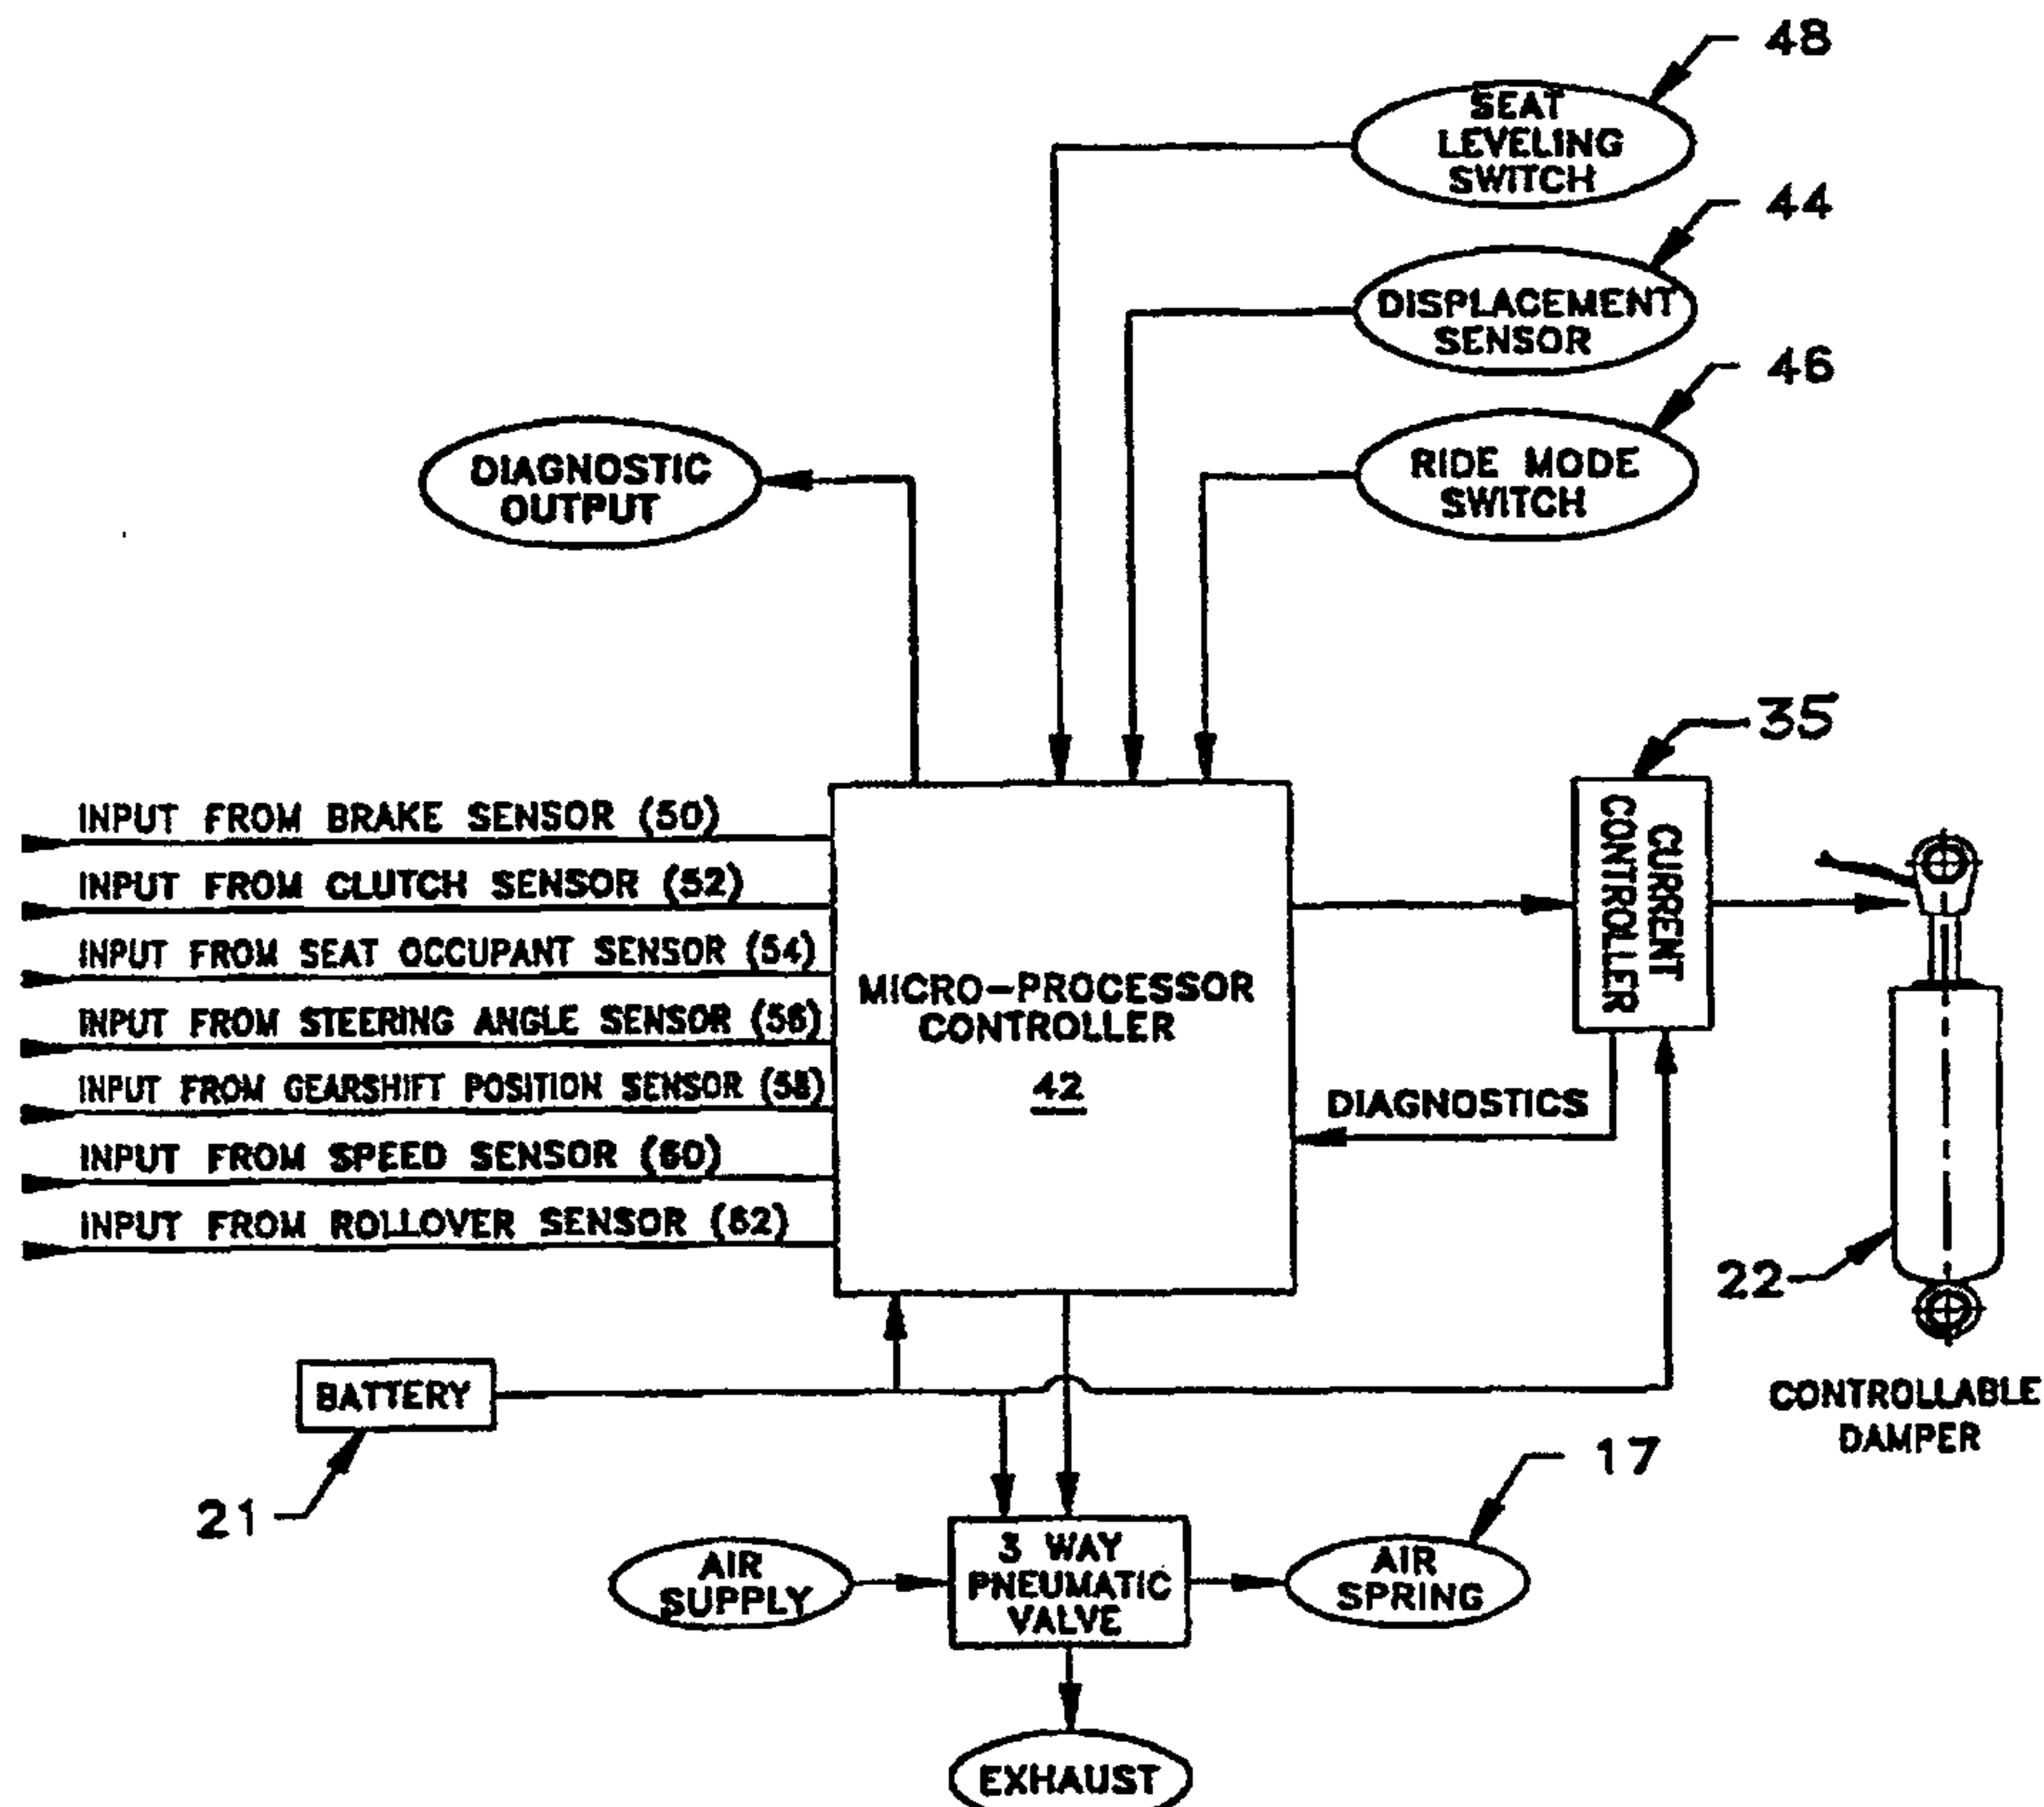 48
SEAT
LEVELING
SWITCH
44
DISPLACEMENT
SENSOR
46
RIDE MODE
SWITCH
DIAGNOSTIC
OUTPUT
35
CURRENT
CONTROLLER
INPUT FROM BRAKE SENSOR (50)
INPUT FROM CLUTCH SENSOR (52)
INPUT FROM SEAT OCCUPANT SENSOR (54)
INPUT FROM STEERING ANGLE SENSOR (56)
INPUT FROM GEARSHIFT POSITION SENSOR (58)
INPUT FROM SPEED SENSOR (60)
INPUT FROM ROLLOVER SENSOR (62)
MICRO-PROCESSOR
CONTROLLER
42
DIAGNOSTICS
22
CONTROLLABLE
DAMPER
BATTERY
21
17
AIR
SUPPLY
3 WAY
PNEUMATIC
VALVE
AIR
SPRING
EXHAUST